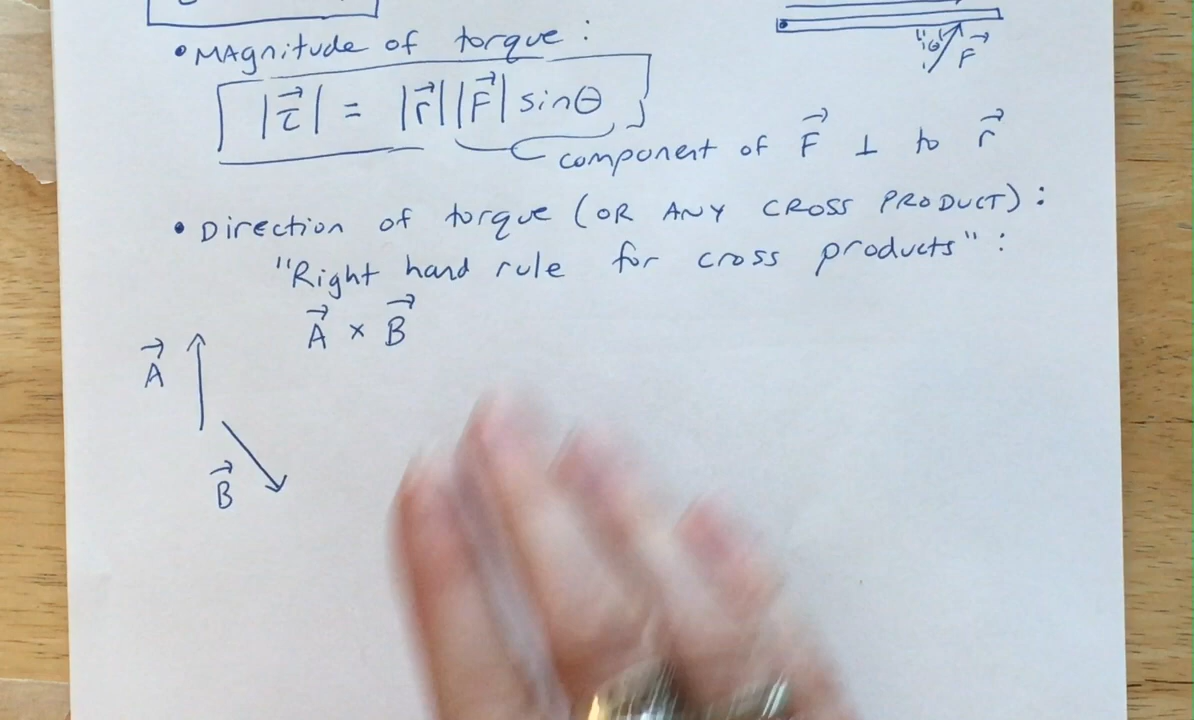 • MAgnitude of torque :
|τ⃗| = |r⃗||F⃗| sinθ
component of F⃗ ⊥ to r⃗
θ F⃗
• Direction of torque (OR ANY CROSS PRODUCT) :
"Right hand rule for cross products" :
A⃗ × B⃗
A⃗
B⃗